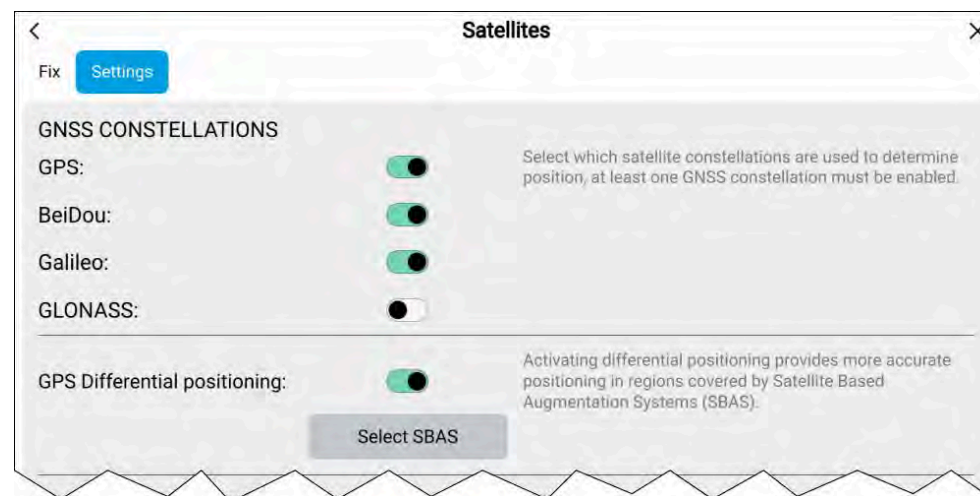 Satellites
Fix
Settings
GNSS CONSTELLATIONS
GPS:
Select which satellite constellations are used to determine
position, at least one GNSS constellation must be enabled.
BeiDou:
Galileo:
GLONASS:
GPS Differential positioning:
Activating differential positioning provides more accurate
positioning in regions covered by Satellite Based
Augmentation Systems (SBAS).
Select SBAS